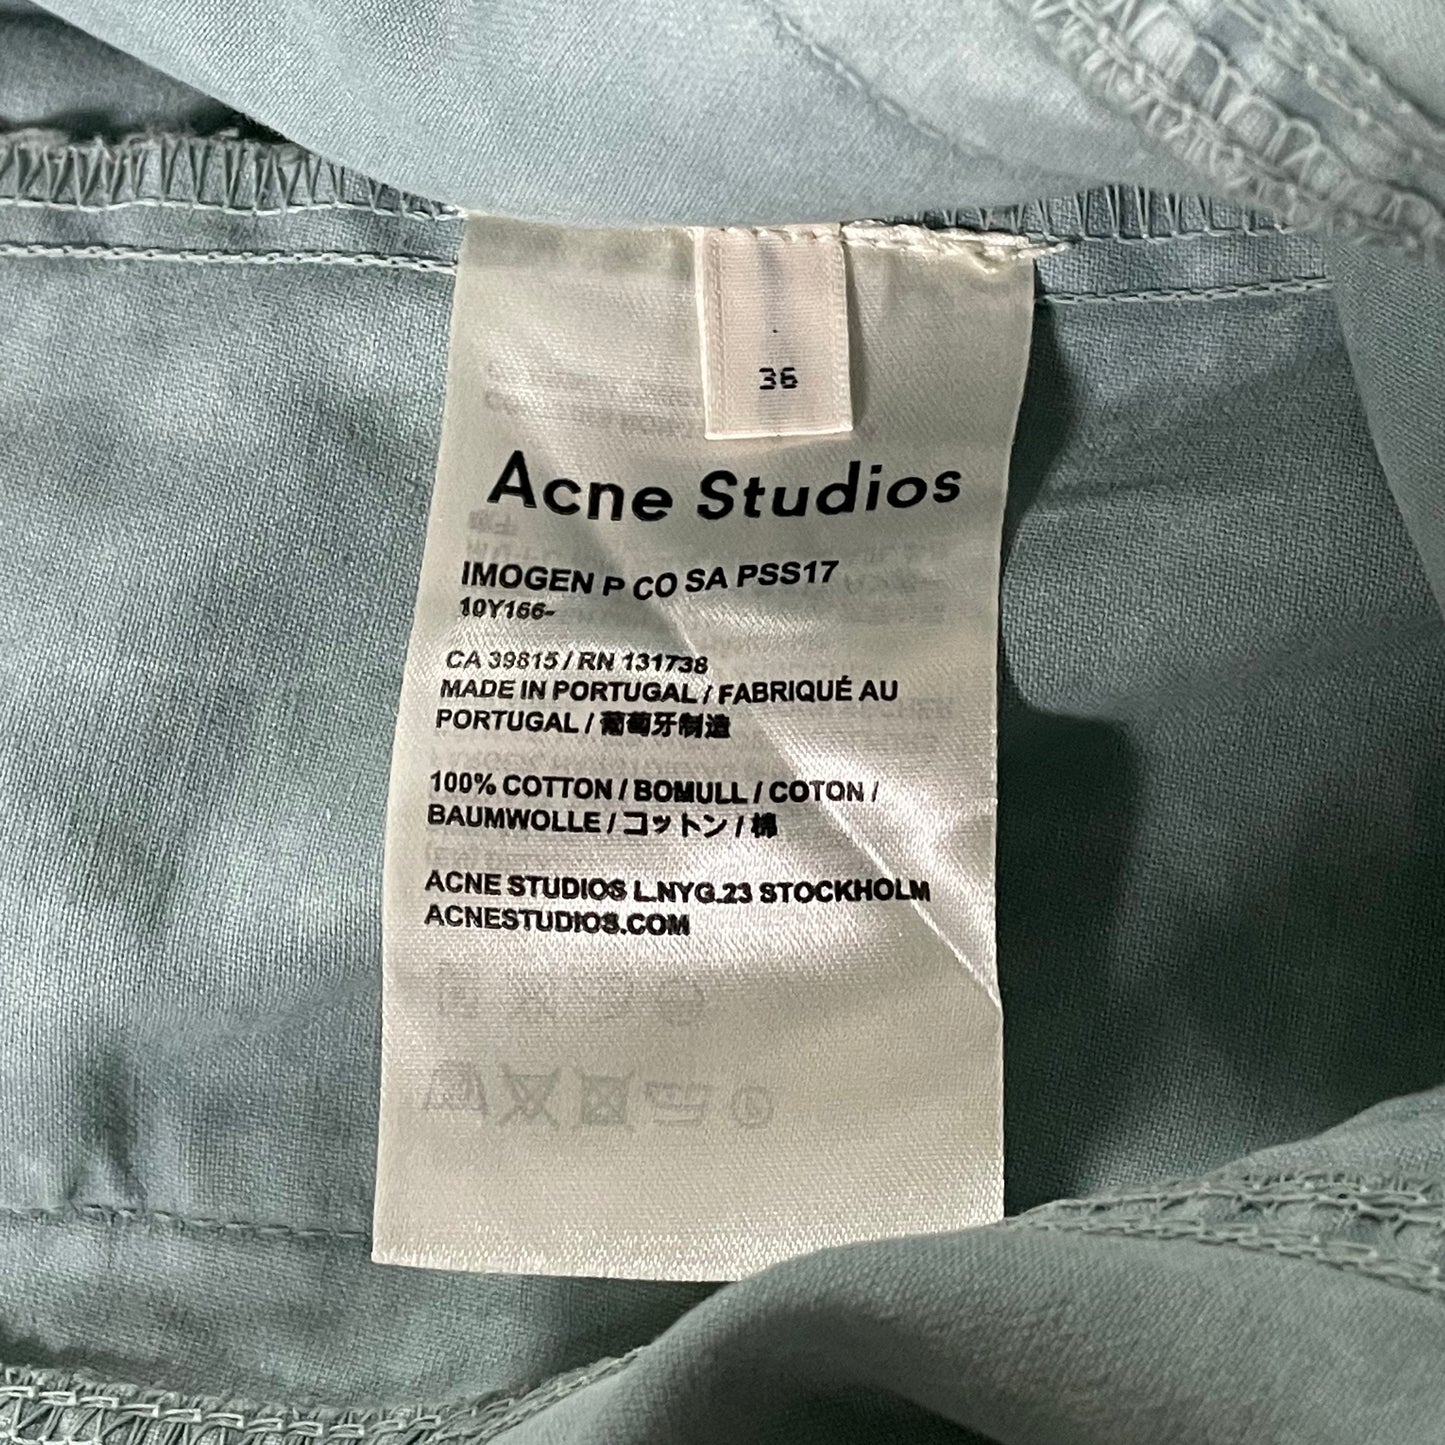 36
Acne Studios
IMOGEN P CO SA PSS17
10Y166-
CA 39815 / RN 131738
MADE IN PORTUGAL / FABRIQUÉ AU
PORTUGAL / 葡萄牙制造
100% COTTON / BOMULL / COTON /
BAUMWOLLE / コットン / 棉
ACNE STUDIOS L.NYG.23 STOCKHOLM
ACNESTUDIOS.COM